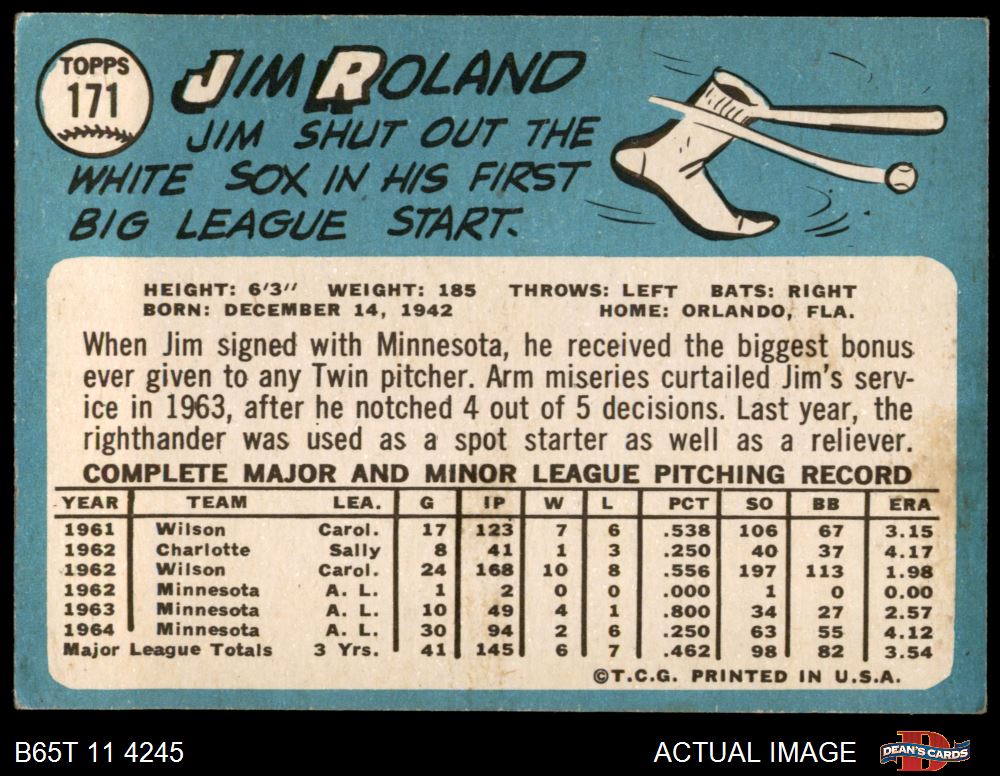 TOPPS
171
JIM ROLAND
JIM SHUT OUT THE
WHITE SOX IN HIS FIRST
BIG LEAGUE START.
HEIGHT: 6'3" WEIGHT: 185 THROWS: LEFT BATS: RIGHT
BORN: DECEMBER 14, 1942 HOME: ORLANDO, FLA.
When Jim signed with Minnesota, he received the biggest bonus
ever given to any Twin pitcher. Arm miseries curtailed Jim's serv-
ice in 1963, after he notched 4 out of 5 decisions. Last year, the
righthander was used as a spot starter as well as a reliever.
COMPLETE MAJOR AND MINOR LEAGUE PITCHING RECORD
YEAR TEAM LEA. G IP W L PCT SO BB ERA
1961 Wilson Carol. 17 123 7 6 .538 106 67 3.15
1962 Charlotte Sally 8 41 1 3 .250 40 37 4.17
1962 Wilson Carol. 24 168 10 8 .556 197 113 1.98
1962 Minnesota A. L. 1 2 0 0 .000 1 0 0.00
1963 Minnesota A. L. 10 49 4 1 .800 34 27 2.57
1964 Minnesota A. L. 30 94 2 6 .250 63 55 4.12
Major League Totals 3 Yrs. 41 145 6 7 .462 98 82 3.54
©T.C.G. PRINTED IN U.S.A.
B65T 11 4245 ACTUAL IMAGE DEAN'S CARDS